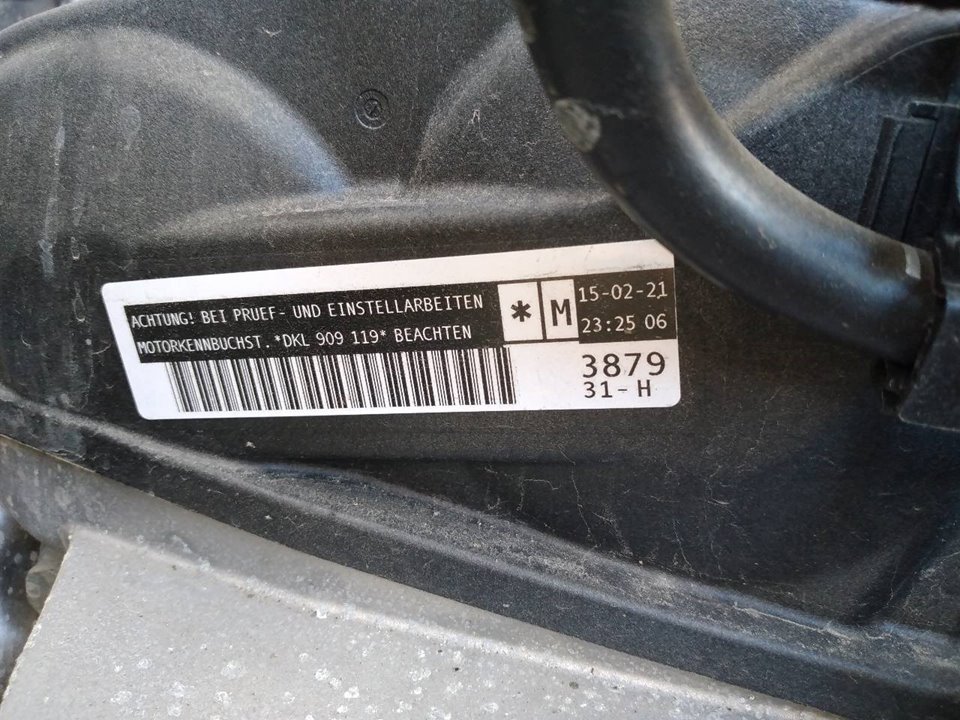 ACHTUNG! BEI PRUEF- UND EINSTELLARBEITEN
MOTORKENNBUCHST. *DKL 909 119* BEACHTEN
* M
15-02-21
23:25 06
3879
31-H